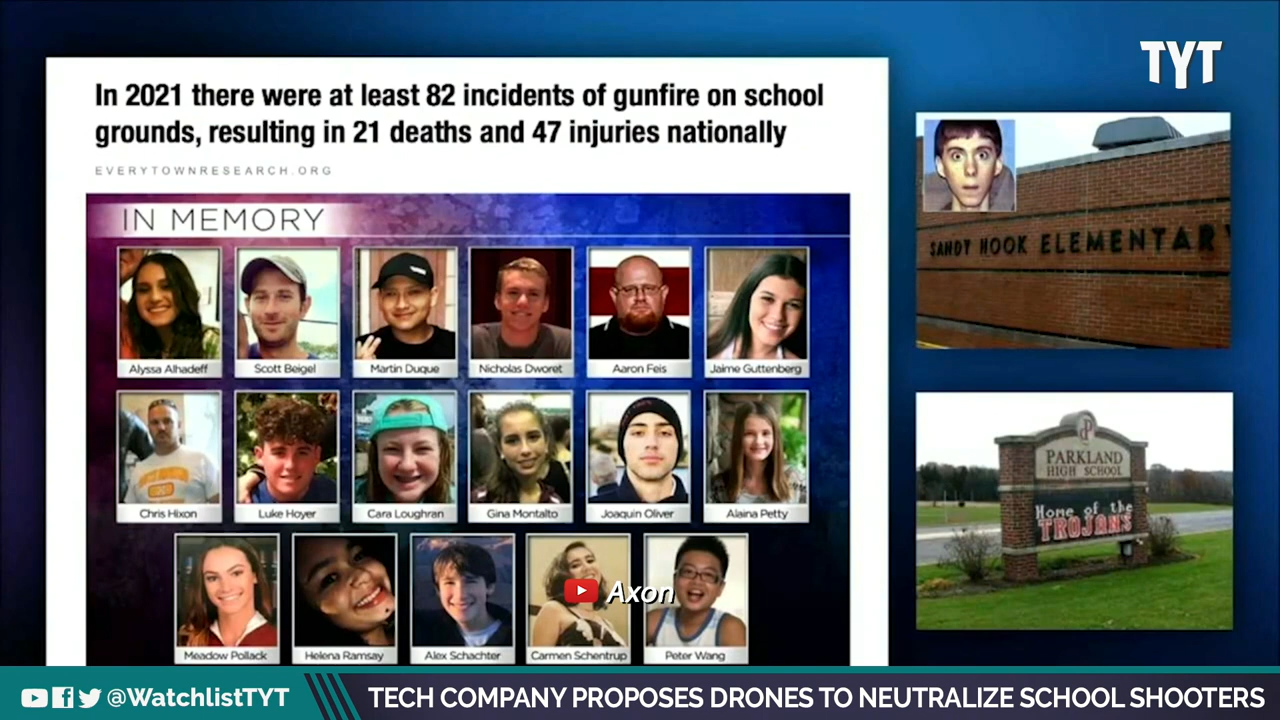 TYT
In 2021 there were at least 82 incidents of gunfire on school
grounds, resulting in 21 deaths and 47 injuries nationally
EVERYTOWNRESEARCH.ORG
IN MEMORY
Alyssa Alhadeff
Scott Beigel
Martin Duque
Nicholas Dworet
Aaron Feis
Jaime Guttenberg
Chris Hixon
Luke Hoyer
Cara Loughran
Gina Montalto
Joaquin Oliver
Alaina Petty
Meadow Pollack
Helena Ramsay
Alex Schachter
Carmen Schentrup
Peter Wang
Axon
SANDY HOOK ELEMENTARY
PARKLAND
HIGH SCHOOL
Home of the
TROJANS
@WatchlistTYT
TECH COMPANY PROPOSES DRONES TO NEUTRALIZE SCHOOL SHOOTERS